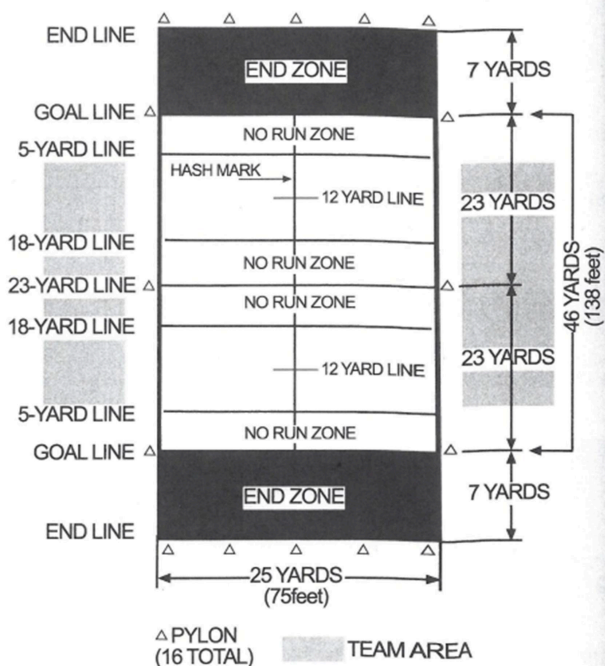 END LINE
END ZONE
7 YARDS
GOAL LINE
NO RUN ZONE
5-YARD LINE
HASH MARK
12 YARD LINE
23 YARDS
18-YARD LINE
NO RUN ZONE
23-YARD LINE
NO RUN ZONE
46 YARDS
(138 feet)
18-YARD LINE
23 YARDS
12 YARD LINE
5-YARD LINE
NO RUN ZONE
GOAL LINE
END ZONE
7 YARDS
END LINE
25 YARDS
(75feet)
PYLON
(16 TOTAL)
TEAM AREA